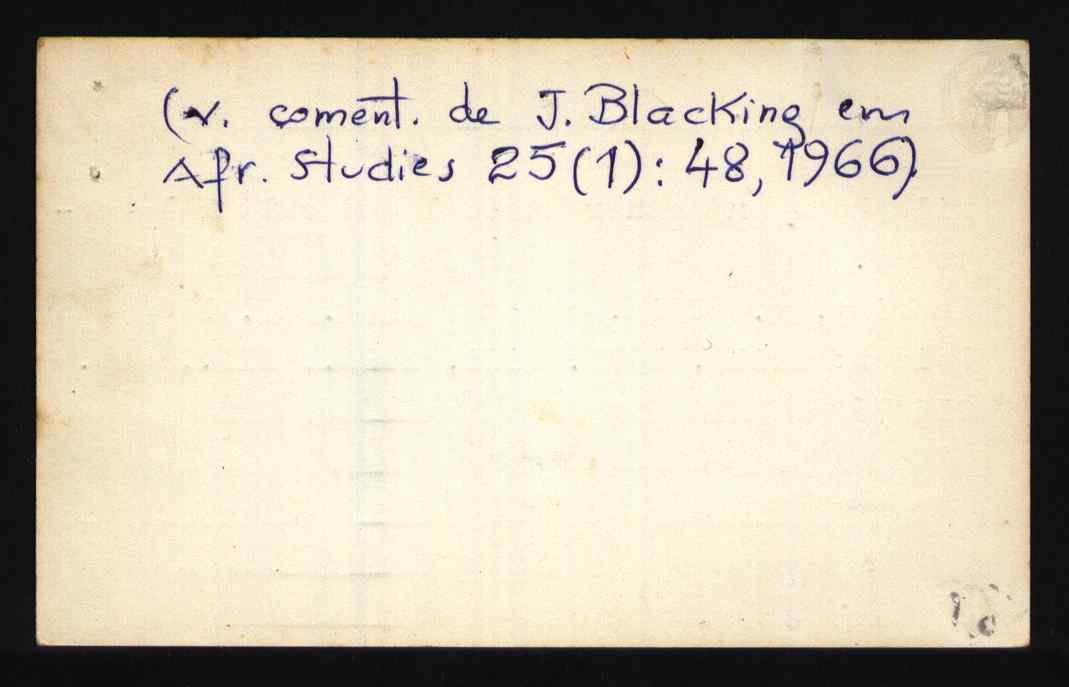 (v. coment. de J. Blacking em
Afr. Studies 25(1): 48, 1966)